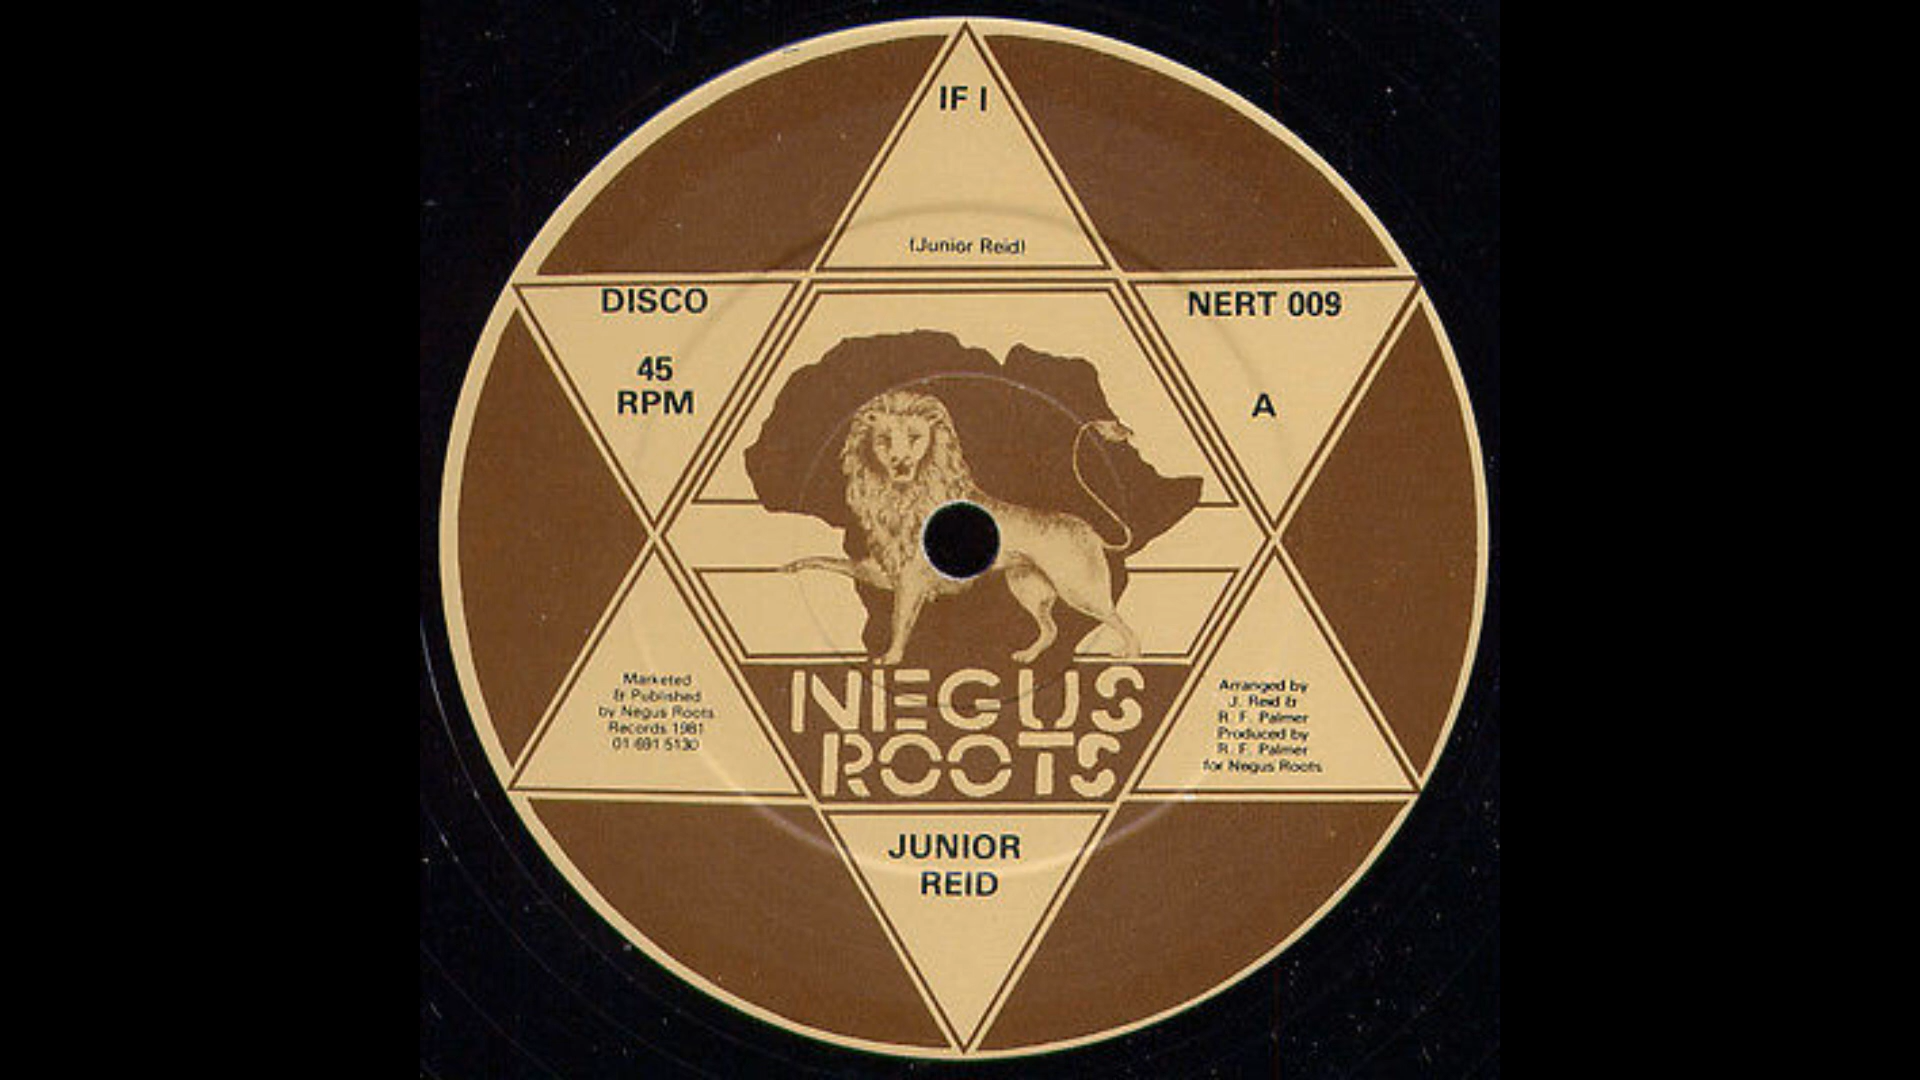 IF I
(Junior Reid)
DISCO
45
RPM
NERT 009
A
Marketed
& Published
by Negus Roots
Records 1981
01 691 5130
NEGUS
ROOTS
Arranged by
J. Reid &
R. F. Palmer
Produced by
R. F. Palmer
for Negus Roots
JUNIOR
REID